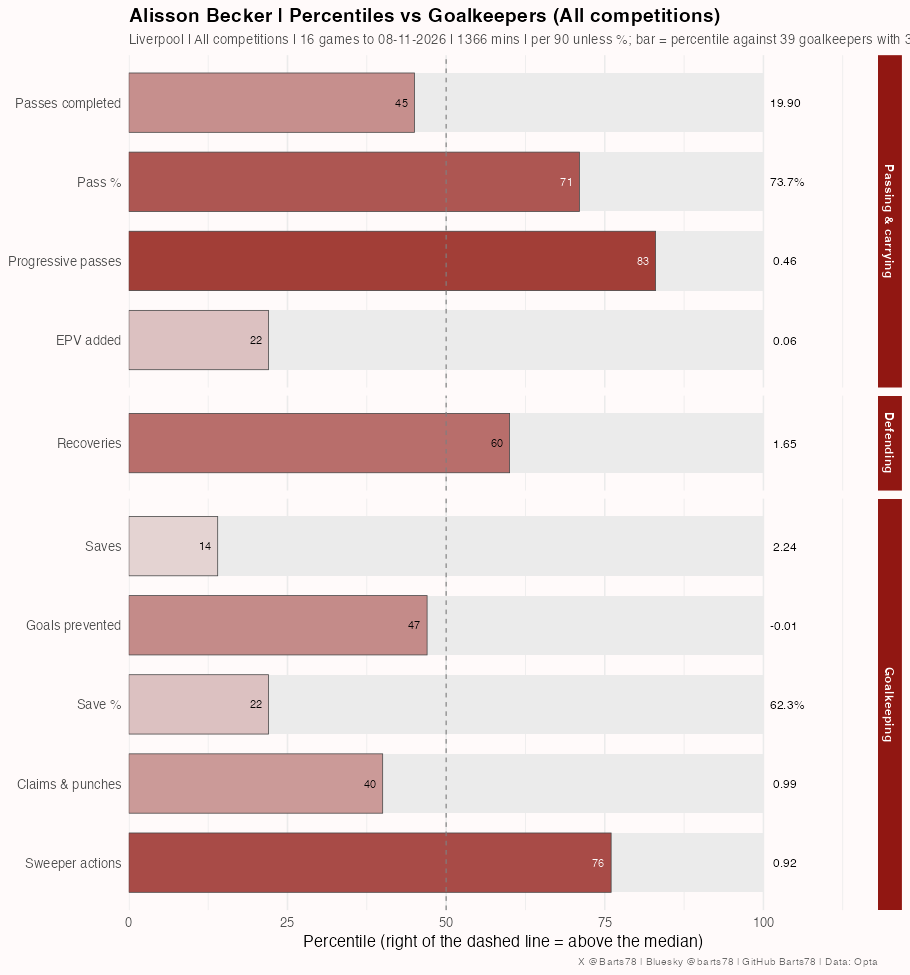 Alisson Becker | Percentiles vs Goalkeepers (All competitions)
Liverpool | All competitions | 16 games to 08-11-2026 | 1366 mins | per 90 unless %; bar = percentile against 39 goalkeepers with 3
Passes completed 45 19.90
Pass % 71 73.7%
Progressive passes 83 0.46
EPV added 22 0.06
Passing & carrying
Recoveries 60 1.65
Defending
Saves 14 2.24
Goals prevented 47 -0.01
Save % 22 62.3%
Claims & punches 40 0.99
Sweeper actions 76 0.92
Goalkeeping
0 25 50 75 100
Percentile (right of the dashed line = above the median)
X @Barts78 | Bluesky @barts78 | GitHub Barts78 | Data: Opta